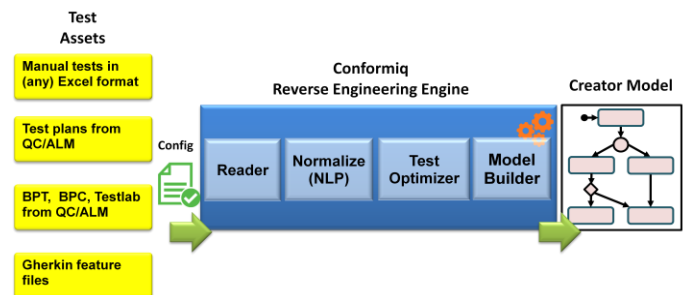 Test
Assets
Manual tests in
(any) Excel format
Test plans from
QC/ALM
BPT, BPC, Testlab
from QC/ALM
Gherkin feature
files
Config
Conformiq
Reverse Engineering Engine
Reader
Normalize
(NLP)
Test
Optimizer
Model
Builder
Creator Model